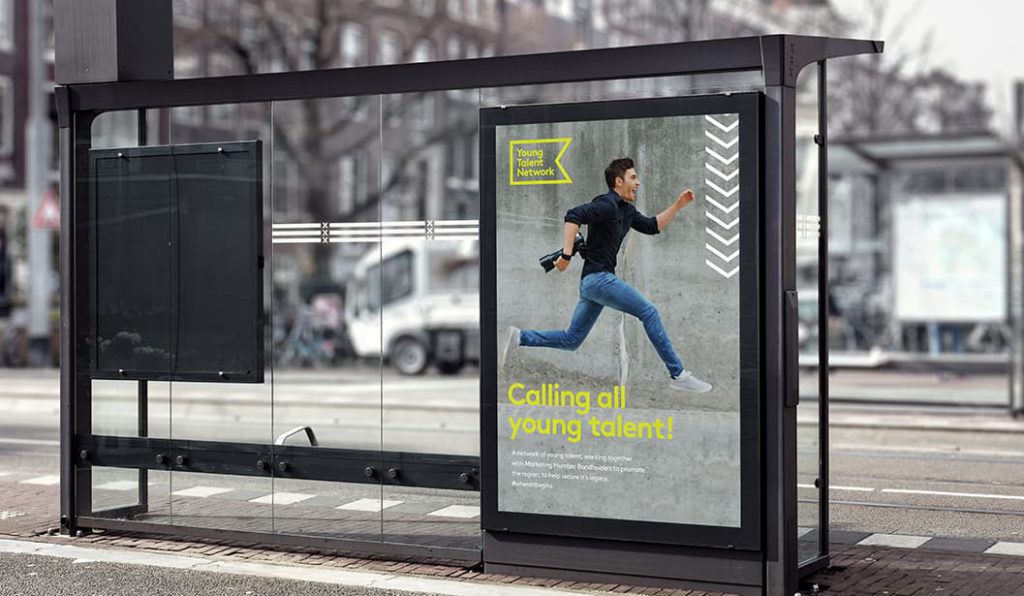 Young
Talent
Network
Calling all
young talent!
A network of young talent, working together
with Marketing Humber Bondholders to promote
the region, to help secure it's legacy.
#whereitbegins